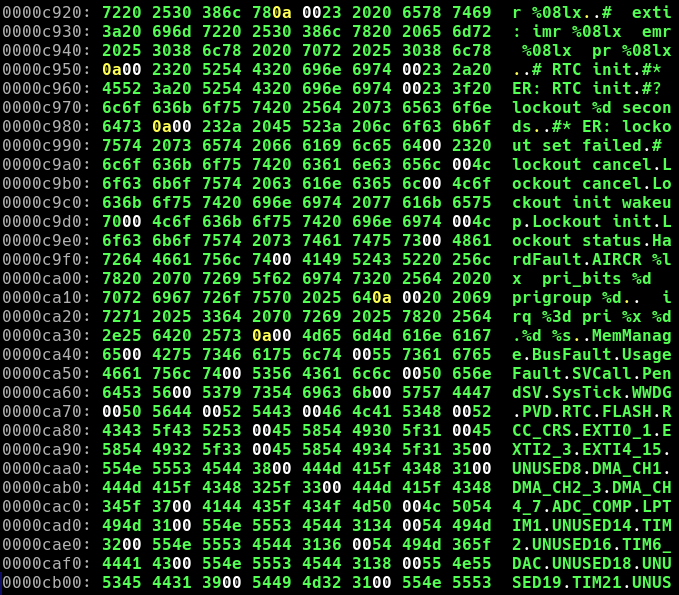 0000c920: 7220 2530 386c 780a 0023 2020 6578 7469  r %08lx..#  exti
0000c930: 3a20 696d 7220 2530 386c 7820 2065 6d72  : imr %08lx  emr
0000c940: 2025 3038 6c78 2020 7072 2025 3038 6c78   %08lx  pr %08lx
0000c950: 0a00 2320 5254 4320 696e 6974 0023 2a20  ..# RTC init.#*
0000c960: 4552 3a20 5254 4320 696e 6974 0023 3f20  ER: RTC init.#?
0000c970: 6c6f 636b 6f75 7420 2564 2073 6563 6f6e  lockout %d secon
0000c980: 6473 0a00 232a 2045 523a 206c 6f63 6b6f  ds..#* ER: locko
0000c990: 7574 2073 6574 2066 6169 6c65 6400 2320  ut set failed.#
0000c9a0: 6c6f 636b 6f75 7420 6361 6e63 656c 004c  lockout cancel.L
0000c9b0: 6f63 6b6f 7574 2063 616e 6365 6c00 4c6f  ockout cancel.Lo
0000c9c0: 636b 6f75 7420 696e 6974 2077 616b 6575  ckout init wakeu
0000c9d0: 7000 4c6f 636b 6f75 7420 696e 6974 004c  p.Lockout init.L
0000c9e0: 6f63 6b6f 7574 2073 7461 7475 7300 4861  ockout status.Ha
0000c9f0: 7264 4661 756c 7400 4149 5243 5220 256c  rdFault.AIRCR %l
0000ca00: 7820 2070 7269 5f62 6974 7320 2564 2020  x  pri_bits %d
0000ca10: 7072 6967 726f 7570 2025 640a 0020 2069  prigroup %d..  i
0000ca20: 7271 2025 3364 2070 7269 2025 7820 2564  rq %3d pri %x %d
0000ca30: 2e25 6420 2573 0a00 4d65 6d4d 616e 6167  .%d %s..MemManag
0000ca40: 6500 4275 7346 6175 6c74 0055 7361 6765  e.BusFault.Usage
0000ca50: 4661 756c 7400 5356 4361 6c6c 0050 656e  Fault.SVCall.Pen
0000ca60: 6453 5600 5379 7354 6963 6b00 5757 4447  dSV.SysTick.WWDG
0000ca70: 0050 5644 0052 5443 0046 4c41 5348 0052  .PVD.RTC.FLASH.R
0000ca80: 4343 5f43 5253 0045 5854 4930 5f31 0045  CC_CRS.EXTI0_1.E
0000ca90: 5854 4932 5f33 0045 5854 4934 5f31 3500  XTI2_3.EXTI4_15.
0000caa0: 554e 5553 4544 3800 444d 415f 4348 3100  UNUSED8.DMA_CH1.
0000cab0: 444d 415f 4348 325f 3300 444d 415f 4348  DMA_CH2_3.DMA_CH
0000cac0: 345f 3700 4144 435f 434f 4d50 004c 5054  4_7.ADC_COMP.LPT
0000cad0: 494d 3100 554e 5553 4544 3134 0054 494d  IM1.UNUSED14.TIM
0000cae0: 3200 554e 5553 4544 3136 0054 494d 365f  2.UNUSED16.TIM6_
0000caf0: 4441 4300 554e 5553 4544 3138 0055 4e55  DAC.UNUSED18.UNU
0000cb00: 5345 4431 3900 5449 4d32 3100 554e 5553  SED19.TIM21.UNUS